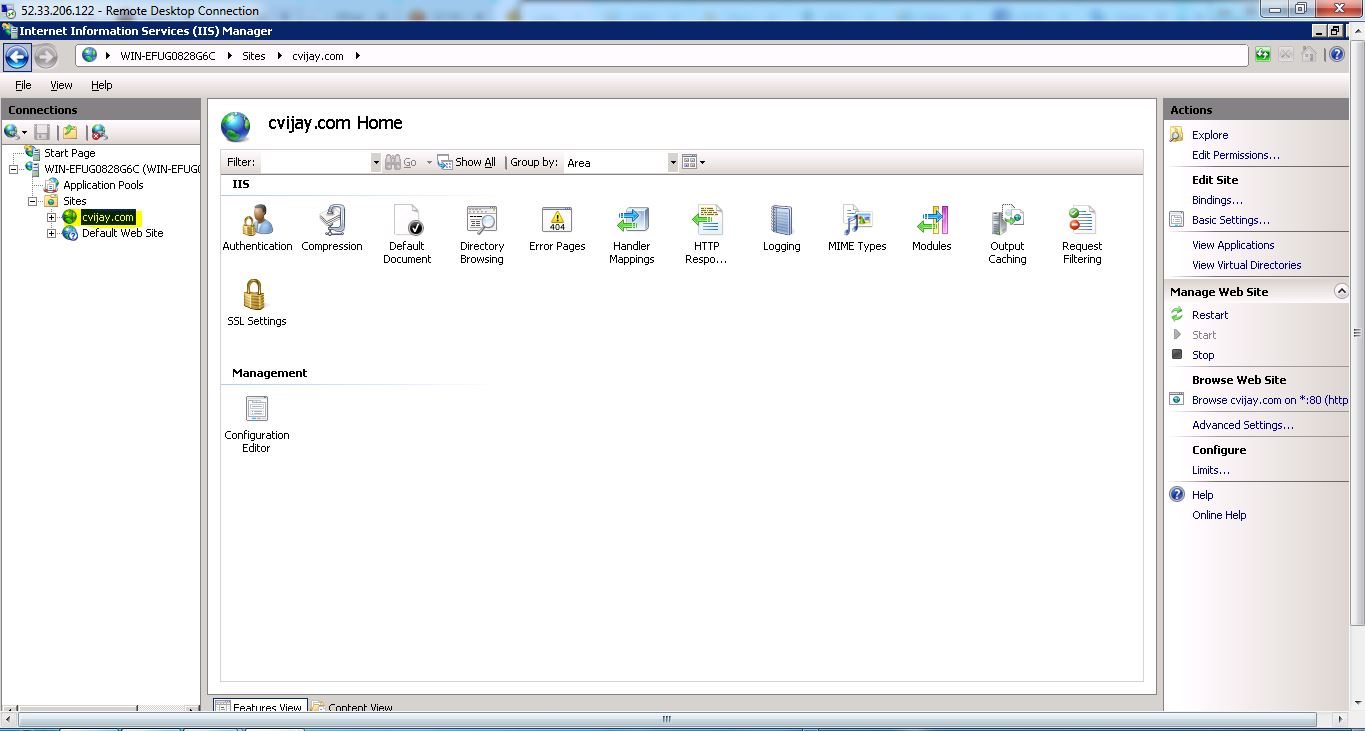 52.33.206.122 - Remote Desktop Connection
Internet Information Services (IIS) Manager
WIN-EFUG0828G6C Sites cvijay.com
File View Help
Connections
Start Page
WIN-EFUG0828G6C (WIN-EFUG0
Application Pools
Sites
cvijay.com
Default Web Site
cvijay.com Home
Filter: Go Show All Group by: Area
IIS
Authentication
Compression
Default
Document
Directory
Browsing
404
Error Pages
Handler
Mappings
HTTP
Respo...
Logging
MIME Types
Modules
Output
Caching
Request
Filtering
SSL Settings
Management
Configuration
Editor
Features View Content View
Actions
Explore
Edit Permissions...
Edit Site
Bindings...
Basic Settings...
View Applications
View Virtual Directories
Manage Web Site
Restart
Start
Stop
Browse Web Site
Browse cvijay.com on *:80 (http
Advanced Settings...
Configure
Limits...
Help
Online Help